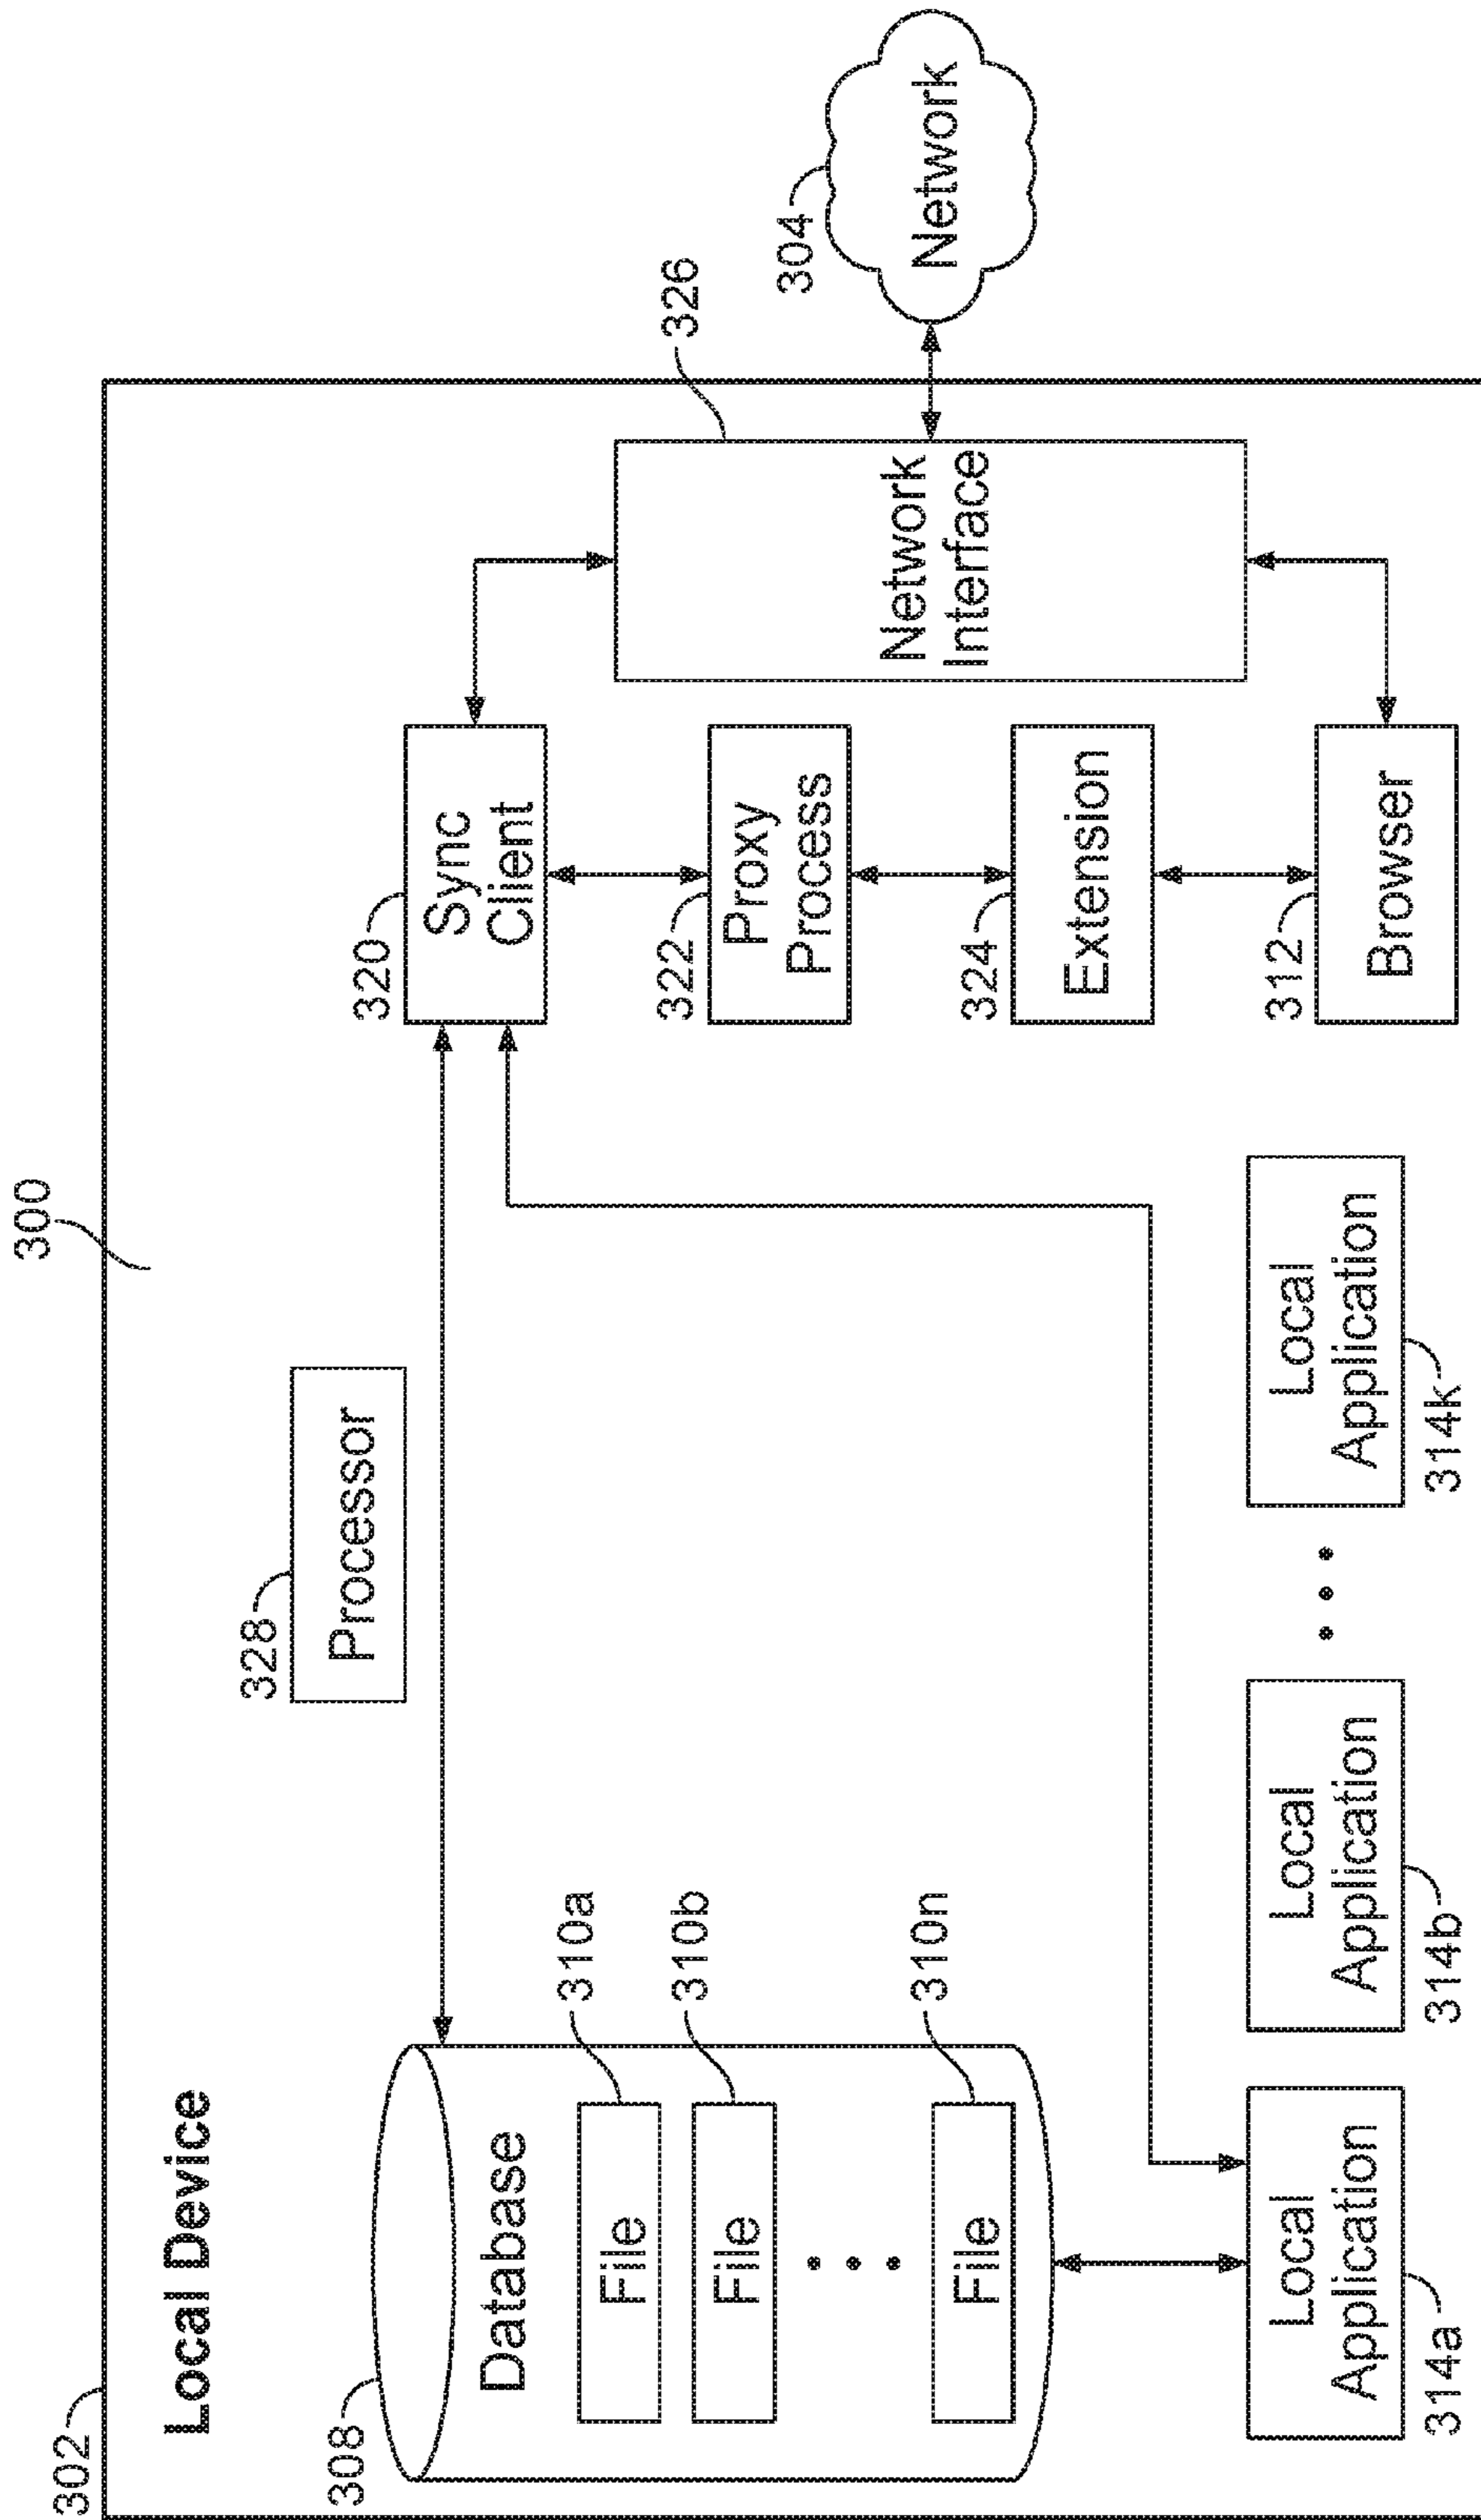 300
302
Local Device
328
Processor
308
Database
File
310a
File
310b
File
310n
320
Sync
Client
322
Proxy
Process
324
Extension
312
Browser
326
Network
Interface
304
Network
Local
Application
314a
Local
Application
314b
Local
Application
314k